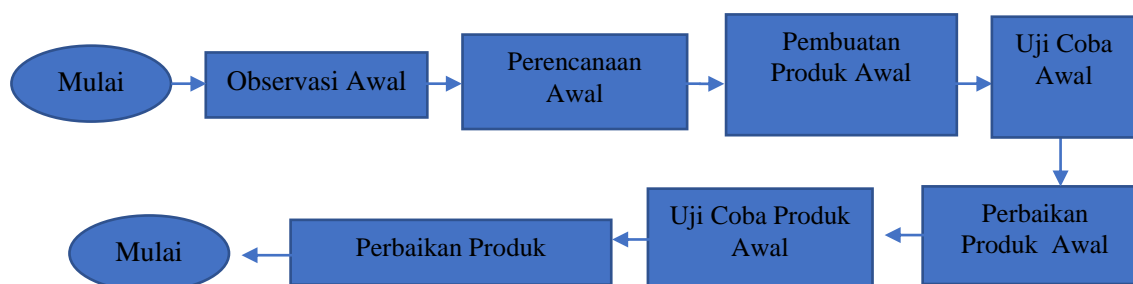 Mulai
Observasi Awal
Perencanaan
Awal
Pembuatan
Produk Awal
Uji Coba
Awal
Perbaikan
Produk Awal
Uji Coba Produk
Awal
Perbaikan Produk
Mulai